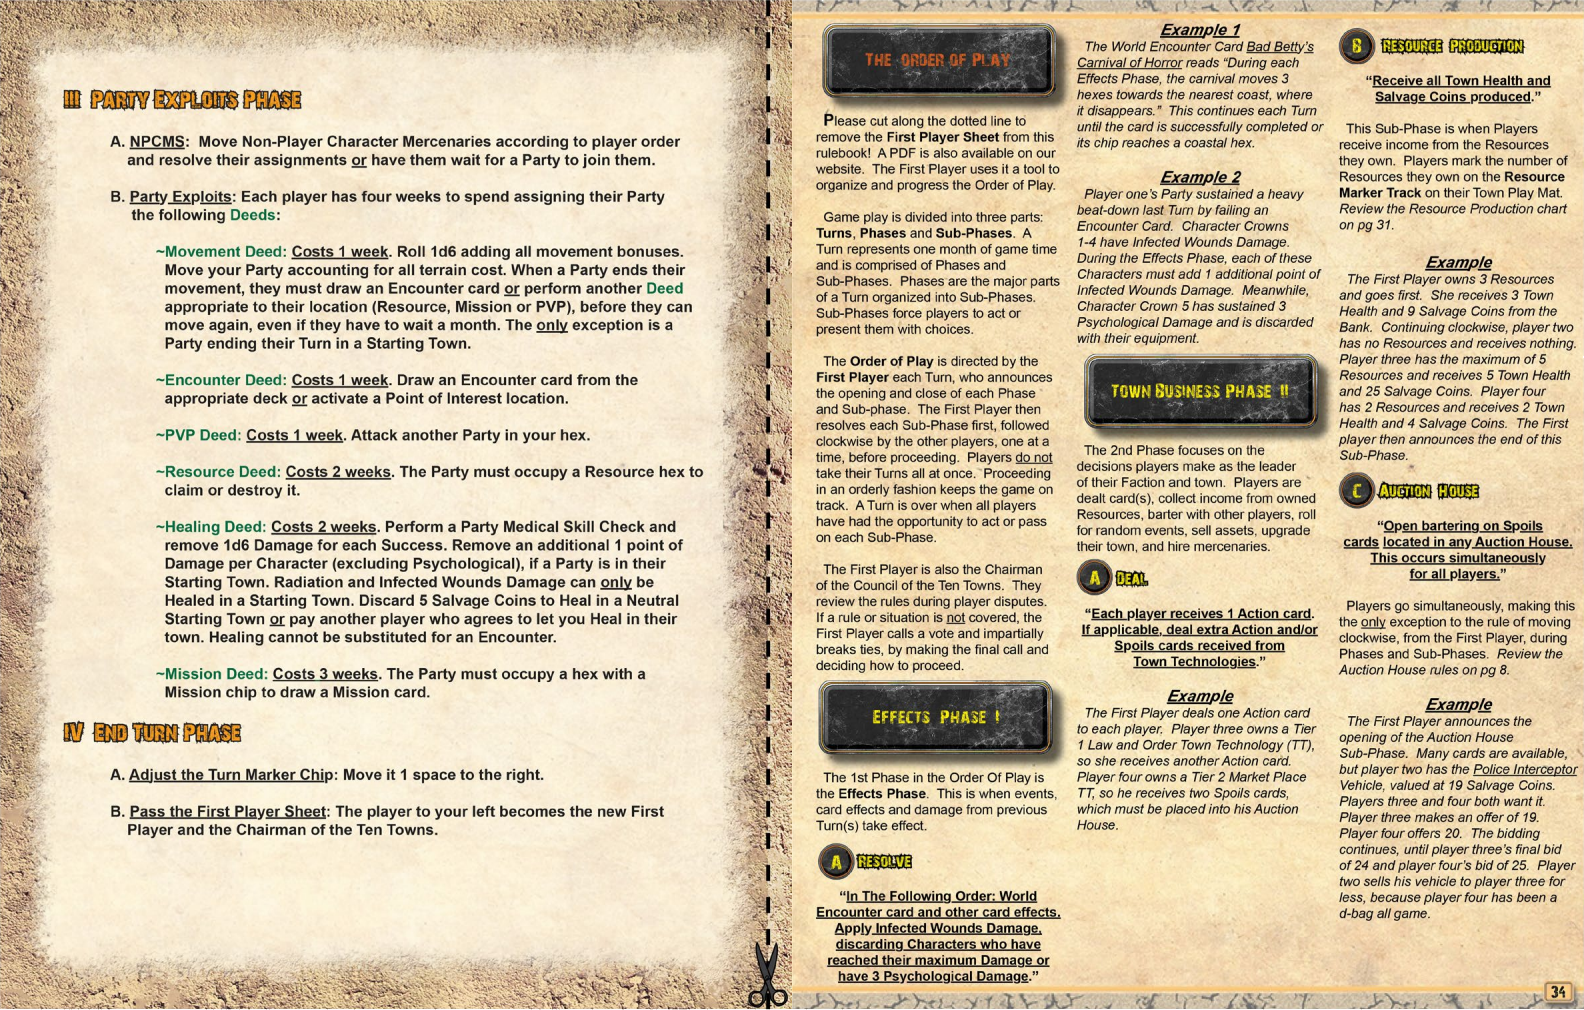 III PARTY EXPLOITS PHASE
A. NPCMS: Move Non-Player Character Mercenaries according to player order
and resolve their assignments or have them wait for a Party to join them.
B. Party Exploits: Each player has four weeks to spend assigning their Party
the following Deeds:
~Movement Deed: Costs 1 week. Roll 1d6 adding all movement bonuses.
Move your Party accounting for all terrain cost. When a Party ends their
movement, they must draw an Encounter card or perform another Deed
appropriate to their location (Resource, Mission or PVP), before they can
move again, even if they have to wait a month. The only exception is a
Party ending their Turn in a Starting Town.
~Encounter Deed: Costs 1 week. Draw an Encounter card from the
appropriate deck or activate a Point of Interest location.
~PVP Deed: Costs 1 week. Attack another Party in your hex.
~Resource Deed: Costs 2 weeks. The Party must occupy a Resource hex to
claim or destroy it.
~Healing Deed: Costs 2 weeks. Perform a Party Medical Skill Check and
remove 1d6 Damage for each Success. Remove an additional 1 point of
Damage per Character (excluding Psychological), if a Party is in their
Starting Town. Radiation and Infected Wounds Damage can only be
Healed in a Starting Town. Discard 5 Salvage Coins to Heal in a Neutral
Starting Town or pay another player who agrees to let you Heal in their
town. Healing cannot be substituted for an Encounter.
~Mission Deed: Costs 3 weeks. The Party must occupy a hex with a
Mission chip to draw a Mission card.
IV END TURN PHASE
A. Adjust the Turn Marker Chip: Move it 1 space to the right.
B. Pass the First Player Sheet: The player to your left becomes the new First
Player and the Chairman of the Ten Towns.
THE ORDER OF PLAY
Please cut along the dotted line to
remove the First Player Sheet from this
rulebook! A PDF is also available on our
website. The First Player uses it a tool to
organize and progress the Order of Play.
Game play is divided into three parts:
Turns, Phases and Sub-Phases. A
Turn represents one month of game time
and is comprised of Phases and
Sub-Phases. Phases are the major parts
of a Turn organized into Sub-Phases.
Sub-Phases force players to act or
present them with choices.
The Order of Play is directed by the
First Player each Turn, who announces
the opening and close of each Phase
and Sub-phase. The First Player then
resolves each Sub-Phase first, followed
clockwise by the other players, one at a
time, before proceeding. Players do not
take their Turns all at once. Proceeding
in an orderly fashion keeps the game on
track. A Turn is over when all players
have had the opportunity to act or pass
on each Sub-Phase.
The First Player is also the Chairman
of the Council of the Ten Towns. They
review the rules during player disputes.
If a rule or situation is not covered, the
First Player calls a vote and impartially
breaks ties, by making the final call and
deciding how to proceed.
EFFECTS PHASE I
The 1st Phase in the Order Of Play is
the Effects Phase. This is when events,
card effects and damage from previous
Turn(s) take effect.
A RESOLVE
“In The Following Order: World
Encounter card and other card effects.
Apply Infected Wounds Damage,
discarding Characters who have
reached their maximum Damage or
have 3 Psychological Damage.”
Example 1
The World Encounter Card Bad Betty's
Carnival of Horror reads “During each
Effects Phase, the carnival moves 3
hexes towards the nearest coast, where
it disappears.” This continues each Turn
until the card is successfully completed or
its chip reaches a coastal hex.
Example 2
Player one's Party sustained a heavy
beat-down last Turn by failing an
Encounter Card. Character Crowns
1-4 have Infected Wounds Damage.
During the Effects Phase, each of these
Characters must add 1 additional point of
Infected Wounds Damage. Meanwhile,
Character Crown 5 has sustained 3
Psychological Damage and is discarded
with their equipment.
TOWN BUSINESS PHASE II
The 2nd Phase focuses on the
decisions players make as the leader
of their Faction and town. Players are
dealt card(s), collect income from owned
Resources, barter with other players, roll
for random events, sell assets, upgrade
their town, and hire mercenaries.
A DEAL
“Each player receives 1 Action card.
If applicable, deal extra Action and/or
Spoils cards received from
Town Technologies.”
Example
The First Player deals one Action card
to each player. Player three owns a Tier
1 Law and Order Town Technology (TT),
so she receives another Action card.
Player four owns a Tier 2 Market Place
TT, so he receives two Spoils cards,
which must be placed into his Auction
House.
B RESOURCE PRODUCTION
“Receive all Town Health and
Salvage Coins produced.”
This Sub-Phase is when Players
receive income from the Resources
they own. Players mark the number of
Resources they own on the Resource
Marker Track on their Town Play Mat.
Review the Resource Production chart
on pg 31.
Example
The First Player owns 3 Resources
and goes first. She receives 3 Town
Health and 9 Salvage Coins from the
Bank. Continuing clockwise, player two
has no Resources and receives nothing.
Player three has the maximum of 5
Resources and receives 5 Town Health
and 25 Salvage Coins. Player four
has 2 Resources and receives 2 Town
Health and 4 Salvage Coins. The First
player then announces the end of this
Sub-Phase.
C AUCTION HOUSE
“Open bartering on Spoils
cards located in any Auction House.
This occurs simultaneously
for all players.”
Players go simultaneously, making this
the only exception to the rule of moving
clockwise, from the First Player, during
Phases and Sub-Phases. Review the
Auction House rules on pg 8.
Example
The First Player announces the
opening of the Auction House
Sub-Phase. Many cards are available,
but player two has the Police Interceptor
Vehicle, valued at 19 Salvage Coins.
Players three and four both want it.
Player three makes an offer of 19.
Player four offers 20. The bidding
continues, until player three's final bid
of 24 and player four's bid of 25. Player
two sells his vehicle to player three for
less, because player four has been a
d-bag all game.
34